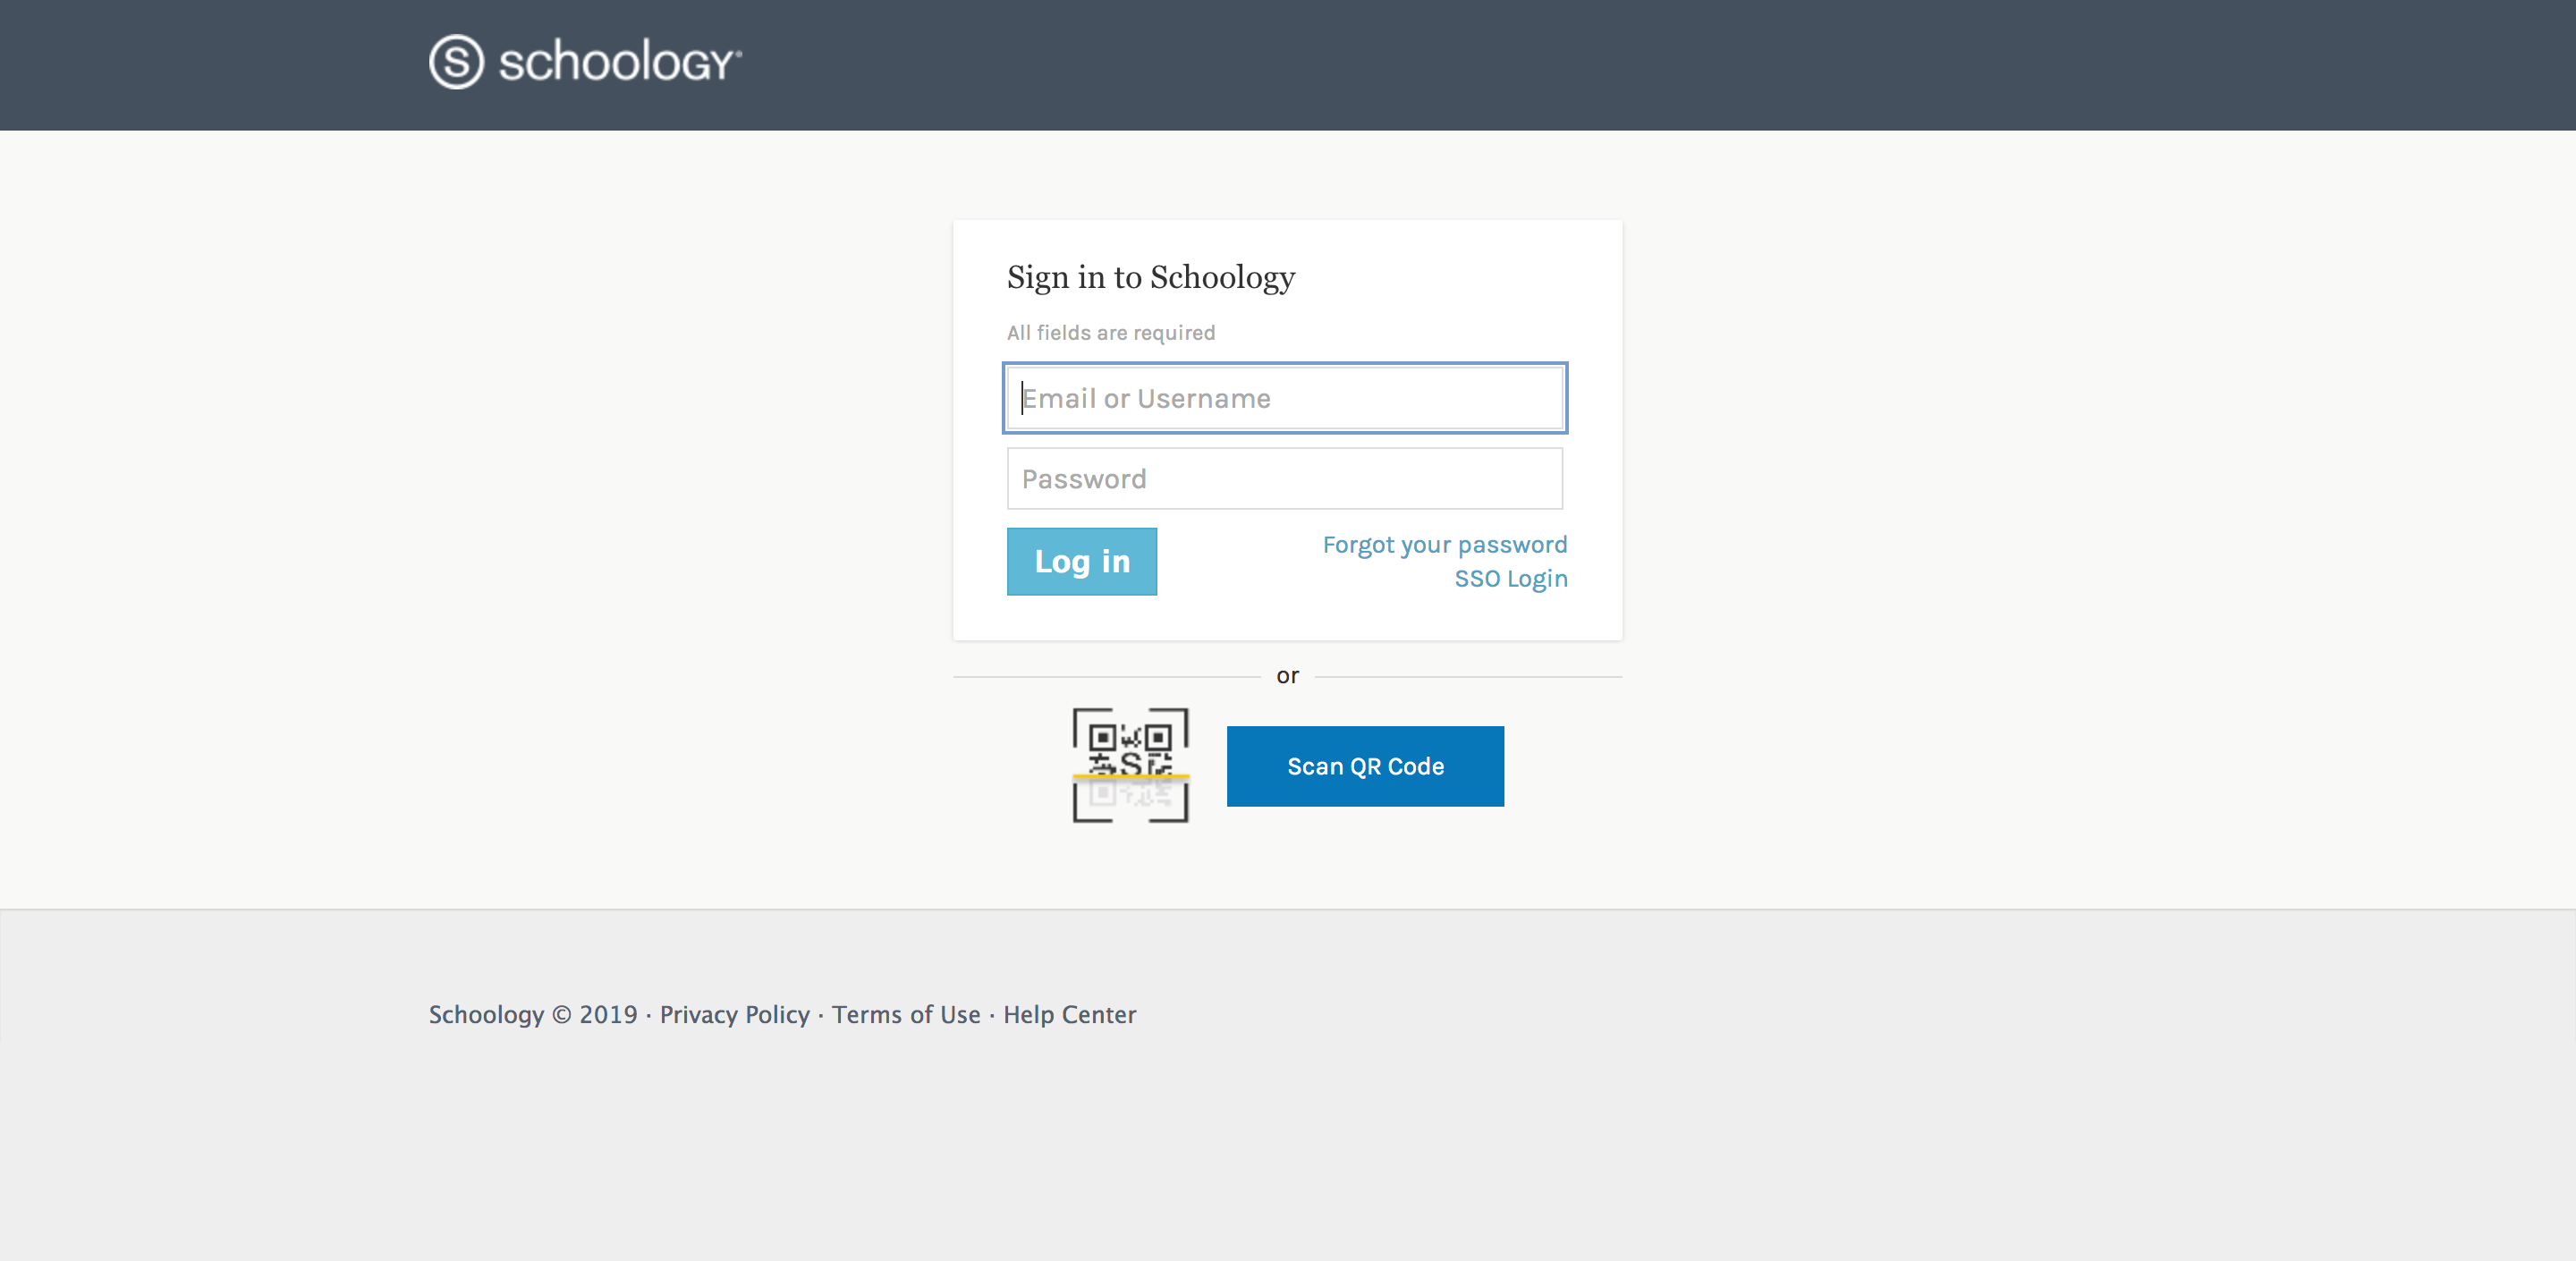 schoology
Sign in to Schoology
All fields are required
Email or Username
Password
Log in
Forgot your password
SSO Login
or
Scan QR Code
Schoology © 2019 · Privacy Policy · Terms of Use · Help Center